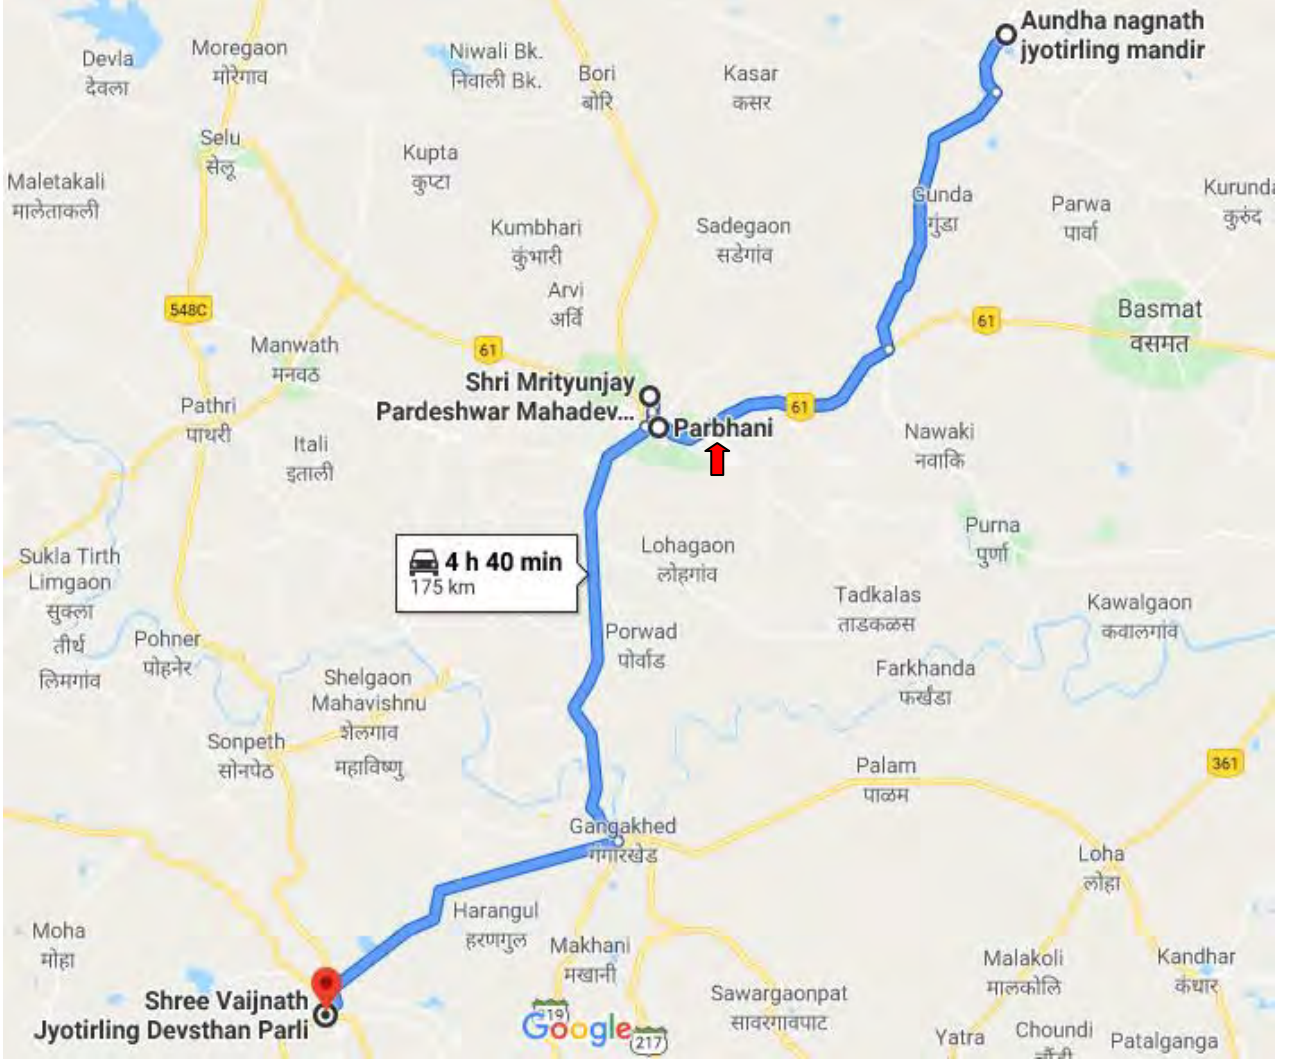 Aundha nagnath
jyotirling mandir
Devla
देवला
Moregaon
मोरेगाव
Niwali Bk.
निवाली Bk.
Bori
बोरि
Kasar
कसर
Selu
सेलू
Kupta
कुप्टा
Maletakali
मालेताकली
Gunda
गुंडा
Parwa
पार्वा
Kurunda
कुरुंद
Kumbhari
कुंभारी
Sadegaon
सडेगांव
Arvi
अर्वि
548C
61
61
Basmat
वसमत
Manwath
मनवठ
Shri Mrityunjay
Pardeshwar Mahadev...
61
Pathri
पाथरी
Parbhani
Itali
इताली
Nawaki
नवाकि
Purna
पुर्णा
Sukla Tirth
Limgaon
सुक्ला
तीर्थ
लिमगांव
4 h 40 min
175 km
Lohagaon
लोहगांव
Tadkalas
ताडकळस
Kawalgaon
कवालगांव
Pohner
पोहनेर
Porwad
पोर्वाड
Shelgaon
Mahavishnu
शेलगाव
महाविष्णु
Farkhanda
फर्खंडा
Sonpeth
सोनपेठ
Palam
पाळम
361
Gangakhed
गंगारखेड
Loha
लोहा
Harangul
हरणगुल
Moha
मोहा
Makhani
मखानी
Malakoli
मालकोलि
Kandhar
कंधार
Shree Vaijnath
Jyotirling Devsthan Parli
Sawargaonpat
सावरगावपाट
Google
217
Yatra
Choundi
Patalganga